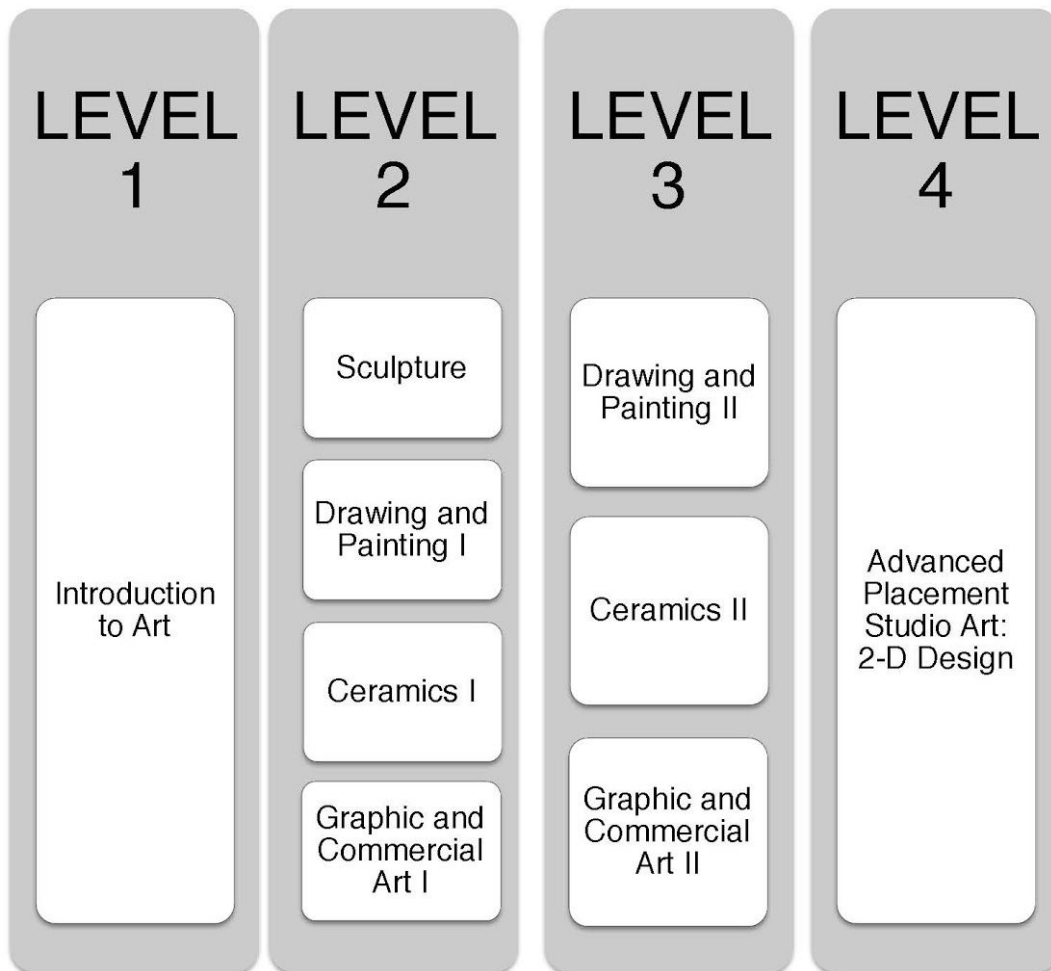 LEVEL
1
Introduction
to Art
LEVEL
2
Sculpture
Drawing and
Painting I
Ceramics I
Graphic and
Commercial
Art I
LEVEL
3
Drawing and
Painting II
Ceramics II
Graphic and
Commercial
Art II
LEVEL
4
Advanced
Placement
Studio Art:
2-D Design